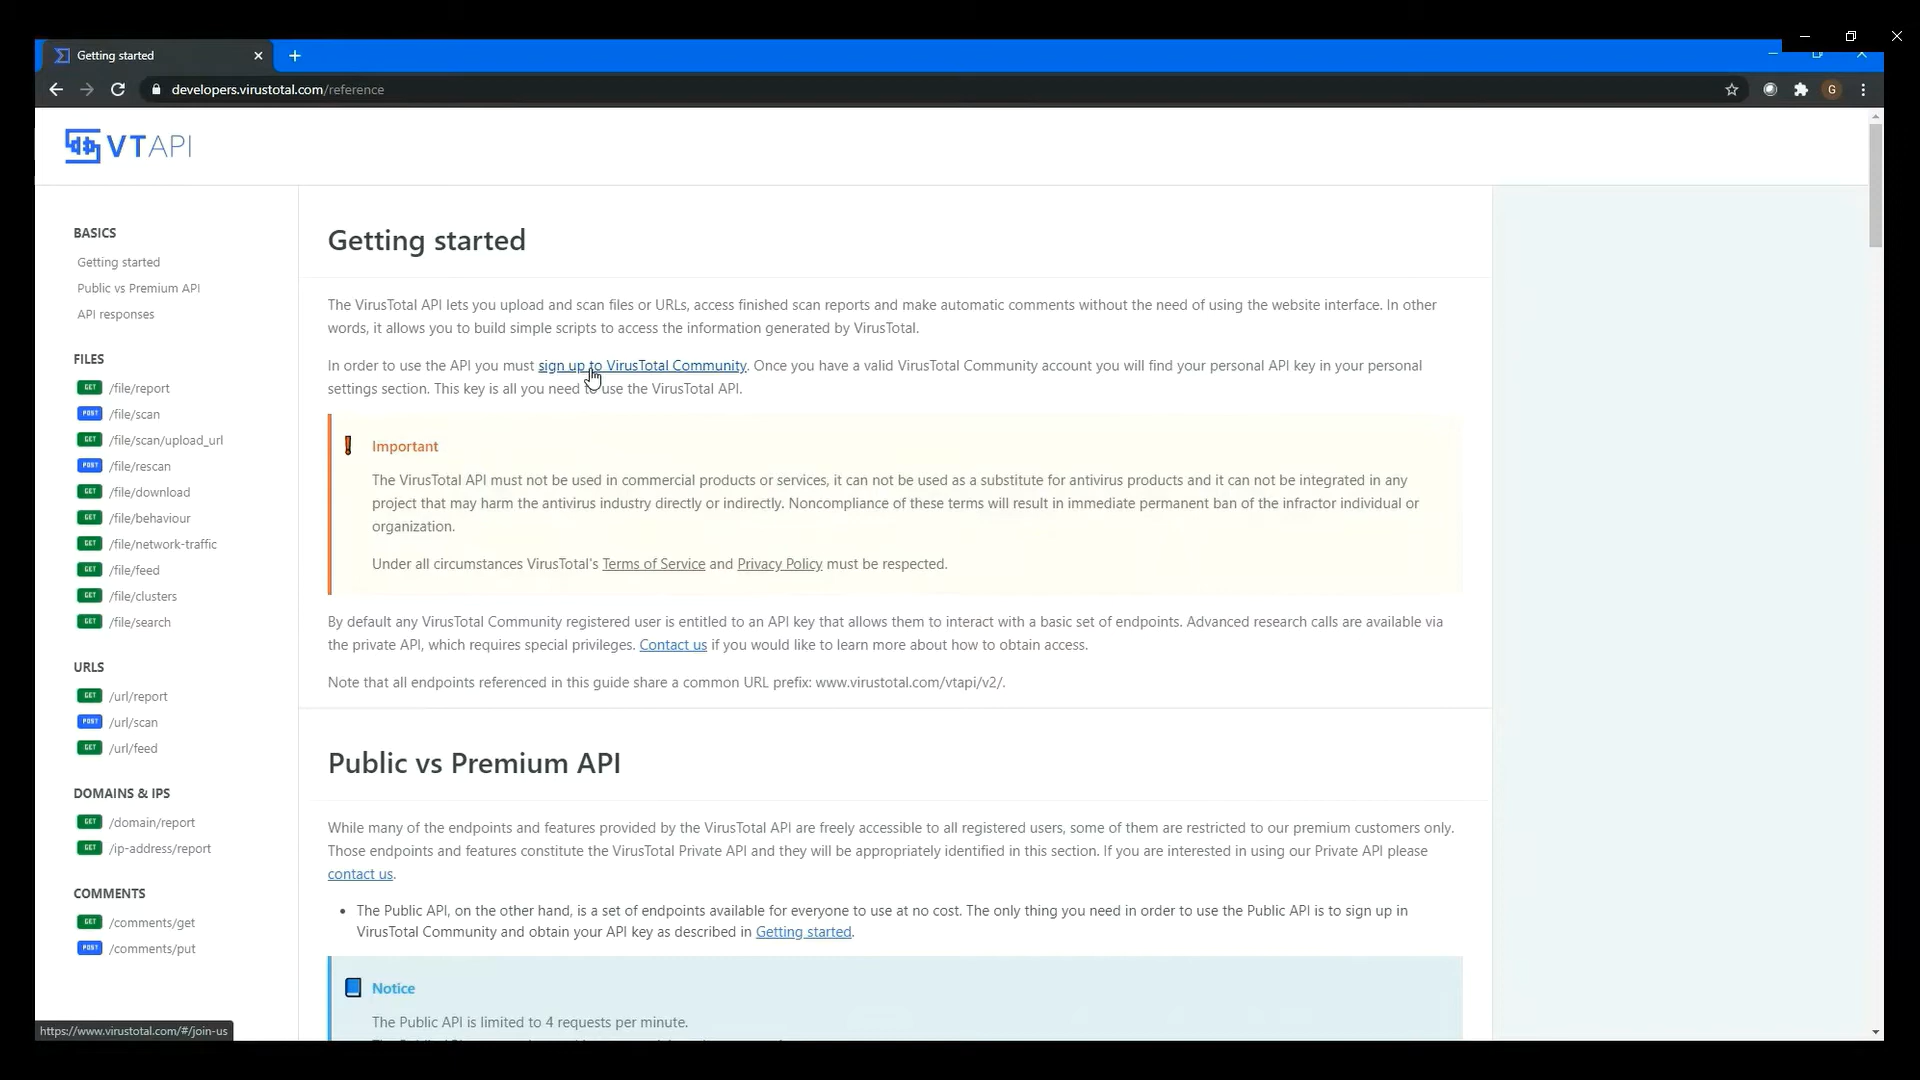 Getting started
developers.virustotal.com/reference
G
VTAPI
BASICS
Getting started
Public vs Premium API
API responses
FILES
GET /file/report
POST /file/scan
GET /file/scan/upload_url
POST /file/rescan
GET /file/download
GET /file/behaviour
GET /file/network-traffic
GET /file/feed
GET /file/clusters
GET /file/search
URLS
GET /url/report
POST /url/scan
GET /url/feed
DOMAINS & IPS
GET /domain/report
GET /ip-address/report
COMMENTS
GET /comments/get
POST /comments/put
Getting started
The VirusTotal API lets you upload and scan files or URLs, access finished scan reports and make automatic comments without the need of using the website interface. In other
words, it allows you to build simple scripts to access the information generated by VirusTotal.
In order to use the API you must sign up to VirusTotal Community. Once you have a valid VirusTotal Community account you will find your personal API key in your personal
settings section. This key is all you need to use the VirusTotal API.
Important
The VirusTotal API must not be used in commercial products or services, it can not be used as a substitute for antivirus products and it can not be integrated in any
project that may harm the antivirus industry directly or indirectly. Noncompliance of these terms will result in immediate permanent ban of the infractor individual or
organization.
Under all circumstances VirusTotal's Terms of Service and Privacy Policy must be respected.
By default any VirusTotal Community registered user is entitled to an API key that allows them to interact with a basic set of endpoints. Advanced research calls are available via
the private API, which requires special privileges. Contact us if you would like to learn more about how to obtain access.
Note that all endpoints referenced in this guide share a common URL prefix: www.virustotal.com/vtapi/v2/.
Public vs Premium API
While many of the endpoints and features provided by the VirusTotal API are freely accessible to all registered users, some of them are restricted to our premium customers only.
Those endpoints and features constitute the VirusTotal Private API and they will be appropriately identified in this section. If you are interested in using our Private API please
contact us.
• The Public API, on the other hand, is a set of endpoints available for everyone to use at no cost. The only thing you need in order to use the Public API is to sign up in
VirusTotal Community and obtain your API key as described in Getting started.
Notice
The Public API is limited to 4 requests per minute.
https://www.virustotal.com/#/join-us